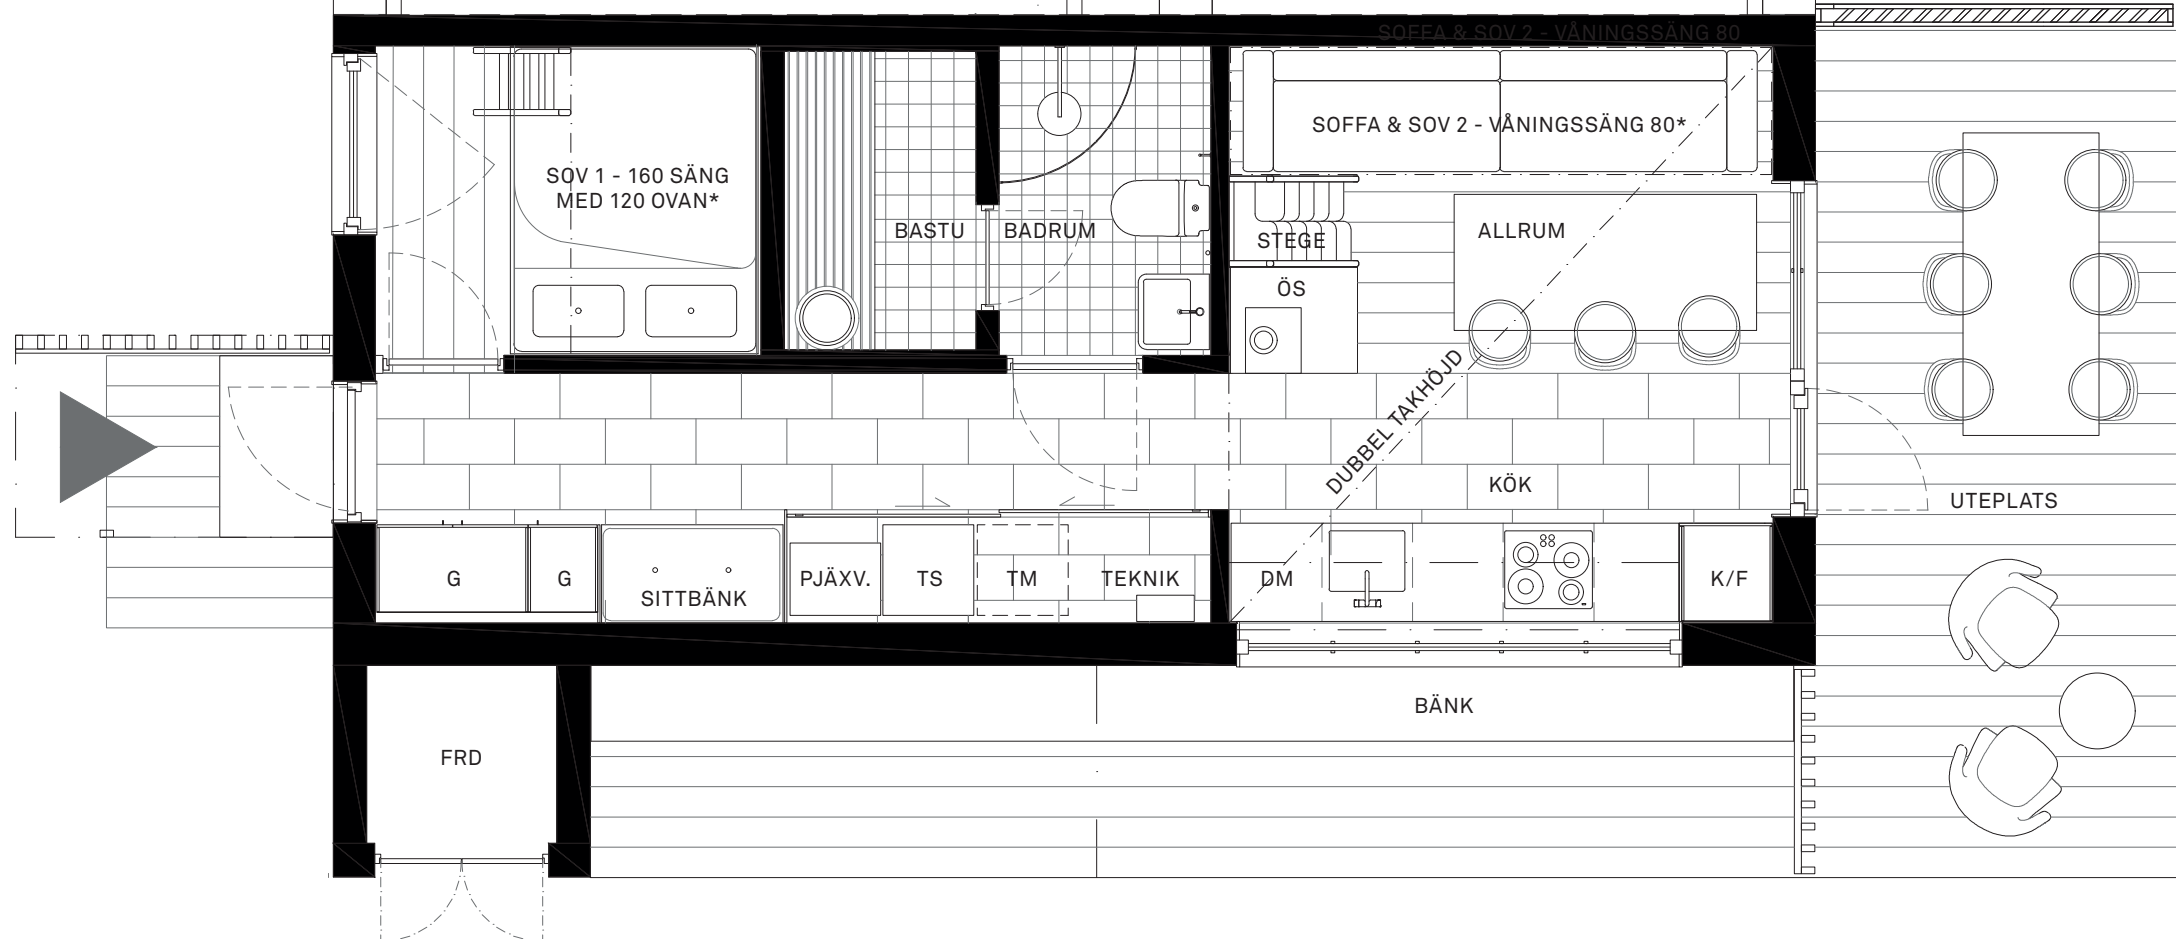 SOFFA & SOV 2 - VÅNINGSSÄNG 80
SOFFA & SOV 2 - VÅNINGSSÄNG 80*
SOV 1 - 160 SÄNG
MED 120 OVAN*
BASTU
BADRUM
STEGE
ALLRUM
ÖS
DUBBEL TAKHÖJD
KÖK
UTEPLATS
G
G
SITTBÄNK
PJÄXV.
TS
TM
TEKNIK
DM
K/F
BÄNK
FRD